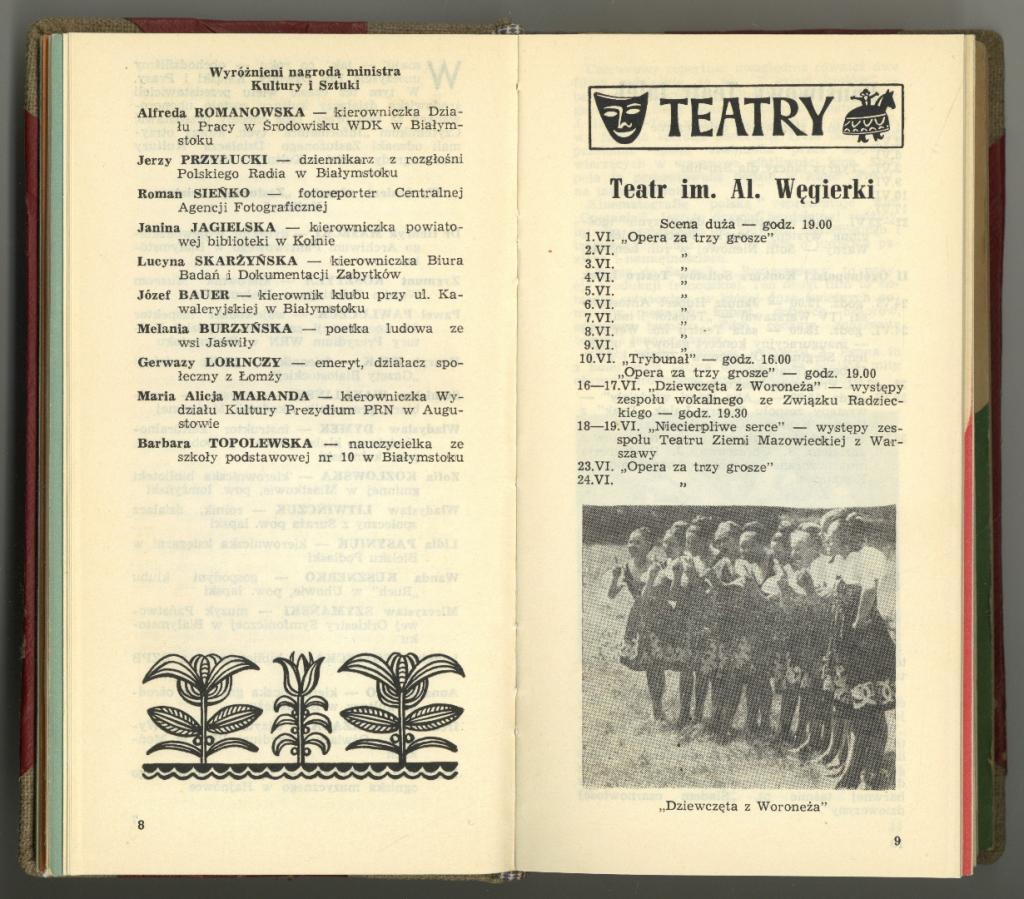 Wyróżnieni nagrodą ministra
Kultury i Sztuki
Alfreda ROMANOWSKA — kierowniczka Dzia-
łu Pracy w Środowisku WDK w Białym-
stoku
Jerzy PRZYŁUCKI — dziennikarz z rozgłośni
Polskiego Radia w Białymstoku
Roman SIEŃKO — fotoreporter Centralnej
Agencji Fotograficznej
Janina JAGIELSKA — kierowniczka powiato-
wej biblioteki w Kolnie
Lucyna SKARŻYŃSKA — kierowniczka Biura
Badań i Dokumentacji Zabytków
Józef BAUER — kierownik klubu przy ul. Ka-
waleryjskiej w Białymstoku
Melania BURZYŃSKA — poetka ludowa ze
wsi Jaświły
Gerwazy LORINCZY — emeryt, działacz spo-
łeczny z Łomży
Maria Alicja MARANDA — kierowniczka Wy-
działu Kultury Prezydium PRN w Augu-
stowie
Barbara TOPOLEWSKA — nauczycielka ze
szkoły podstawowej nr 10 w Białymstoku
8
TEATRY
Teatr im. Al. Węgierki
Scena duża — godz. 19.00
1.VI. „Opera za trzy grosze”
2.VI. „
3.VI. „
4.VI. „
5.VI. „
6.VI. „
7.VI. „
8.VI. „
9.VI. „
10.VI. „Trybunał” — godz. 16.00
„Opera za trzy grosze” — godz. 19.00
16—17.VI. „Dziewczęta z Woroneża” — występy
zespołu wokalnego ze Związku Radziec-
kiego — godz. 19.30
18—19.VI. „Niecierpliwe serce” — występy zes-
połu Teatru Ziemi Mazowieckiej z War-
szawy
23.VI. „Opera za trzy grosze”
24.VI. „
„Dziewczęta z Woroneża”
9